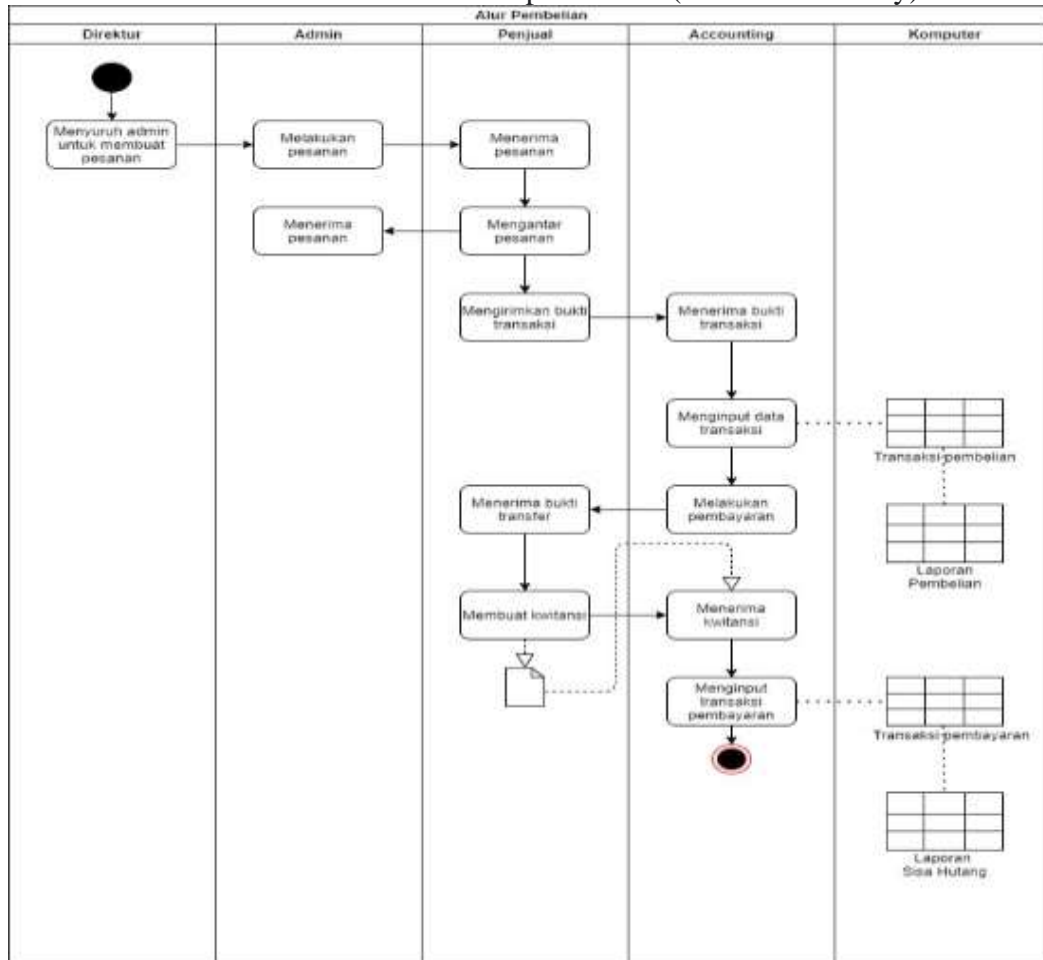 Alur Pembelian
Direktur
Admin
Penjual
Accounting
Komputer
Menyuruh admin
untuk membuat
pesanan
Melakukan
pesanan
Menerima
pesanan
Menerima
pesanan
Mengantar
pesanan
Mengirimkan bukti
transaksi
Menerima bukti
transaksi
Menginput data
transaksi
Transaksi pembelian
Menerima bukti
transfer
Melakukan
pembayaran
Laporan
Pembelian
Membuat kwitansi
Menerima
kwitansi
Menginput
transaksi
pembayaran
Transaksi pembayaran
Laporan
Sisa Hutang